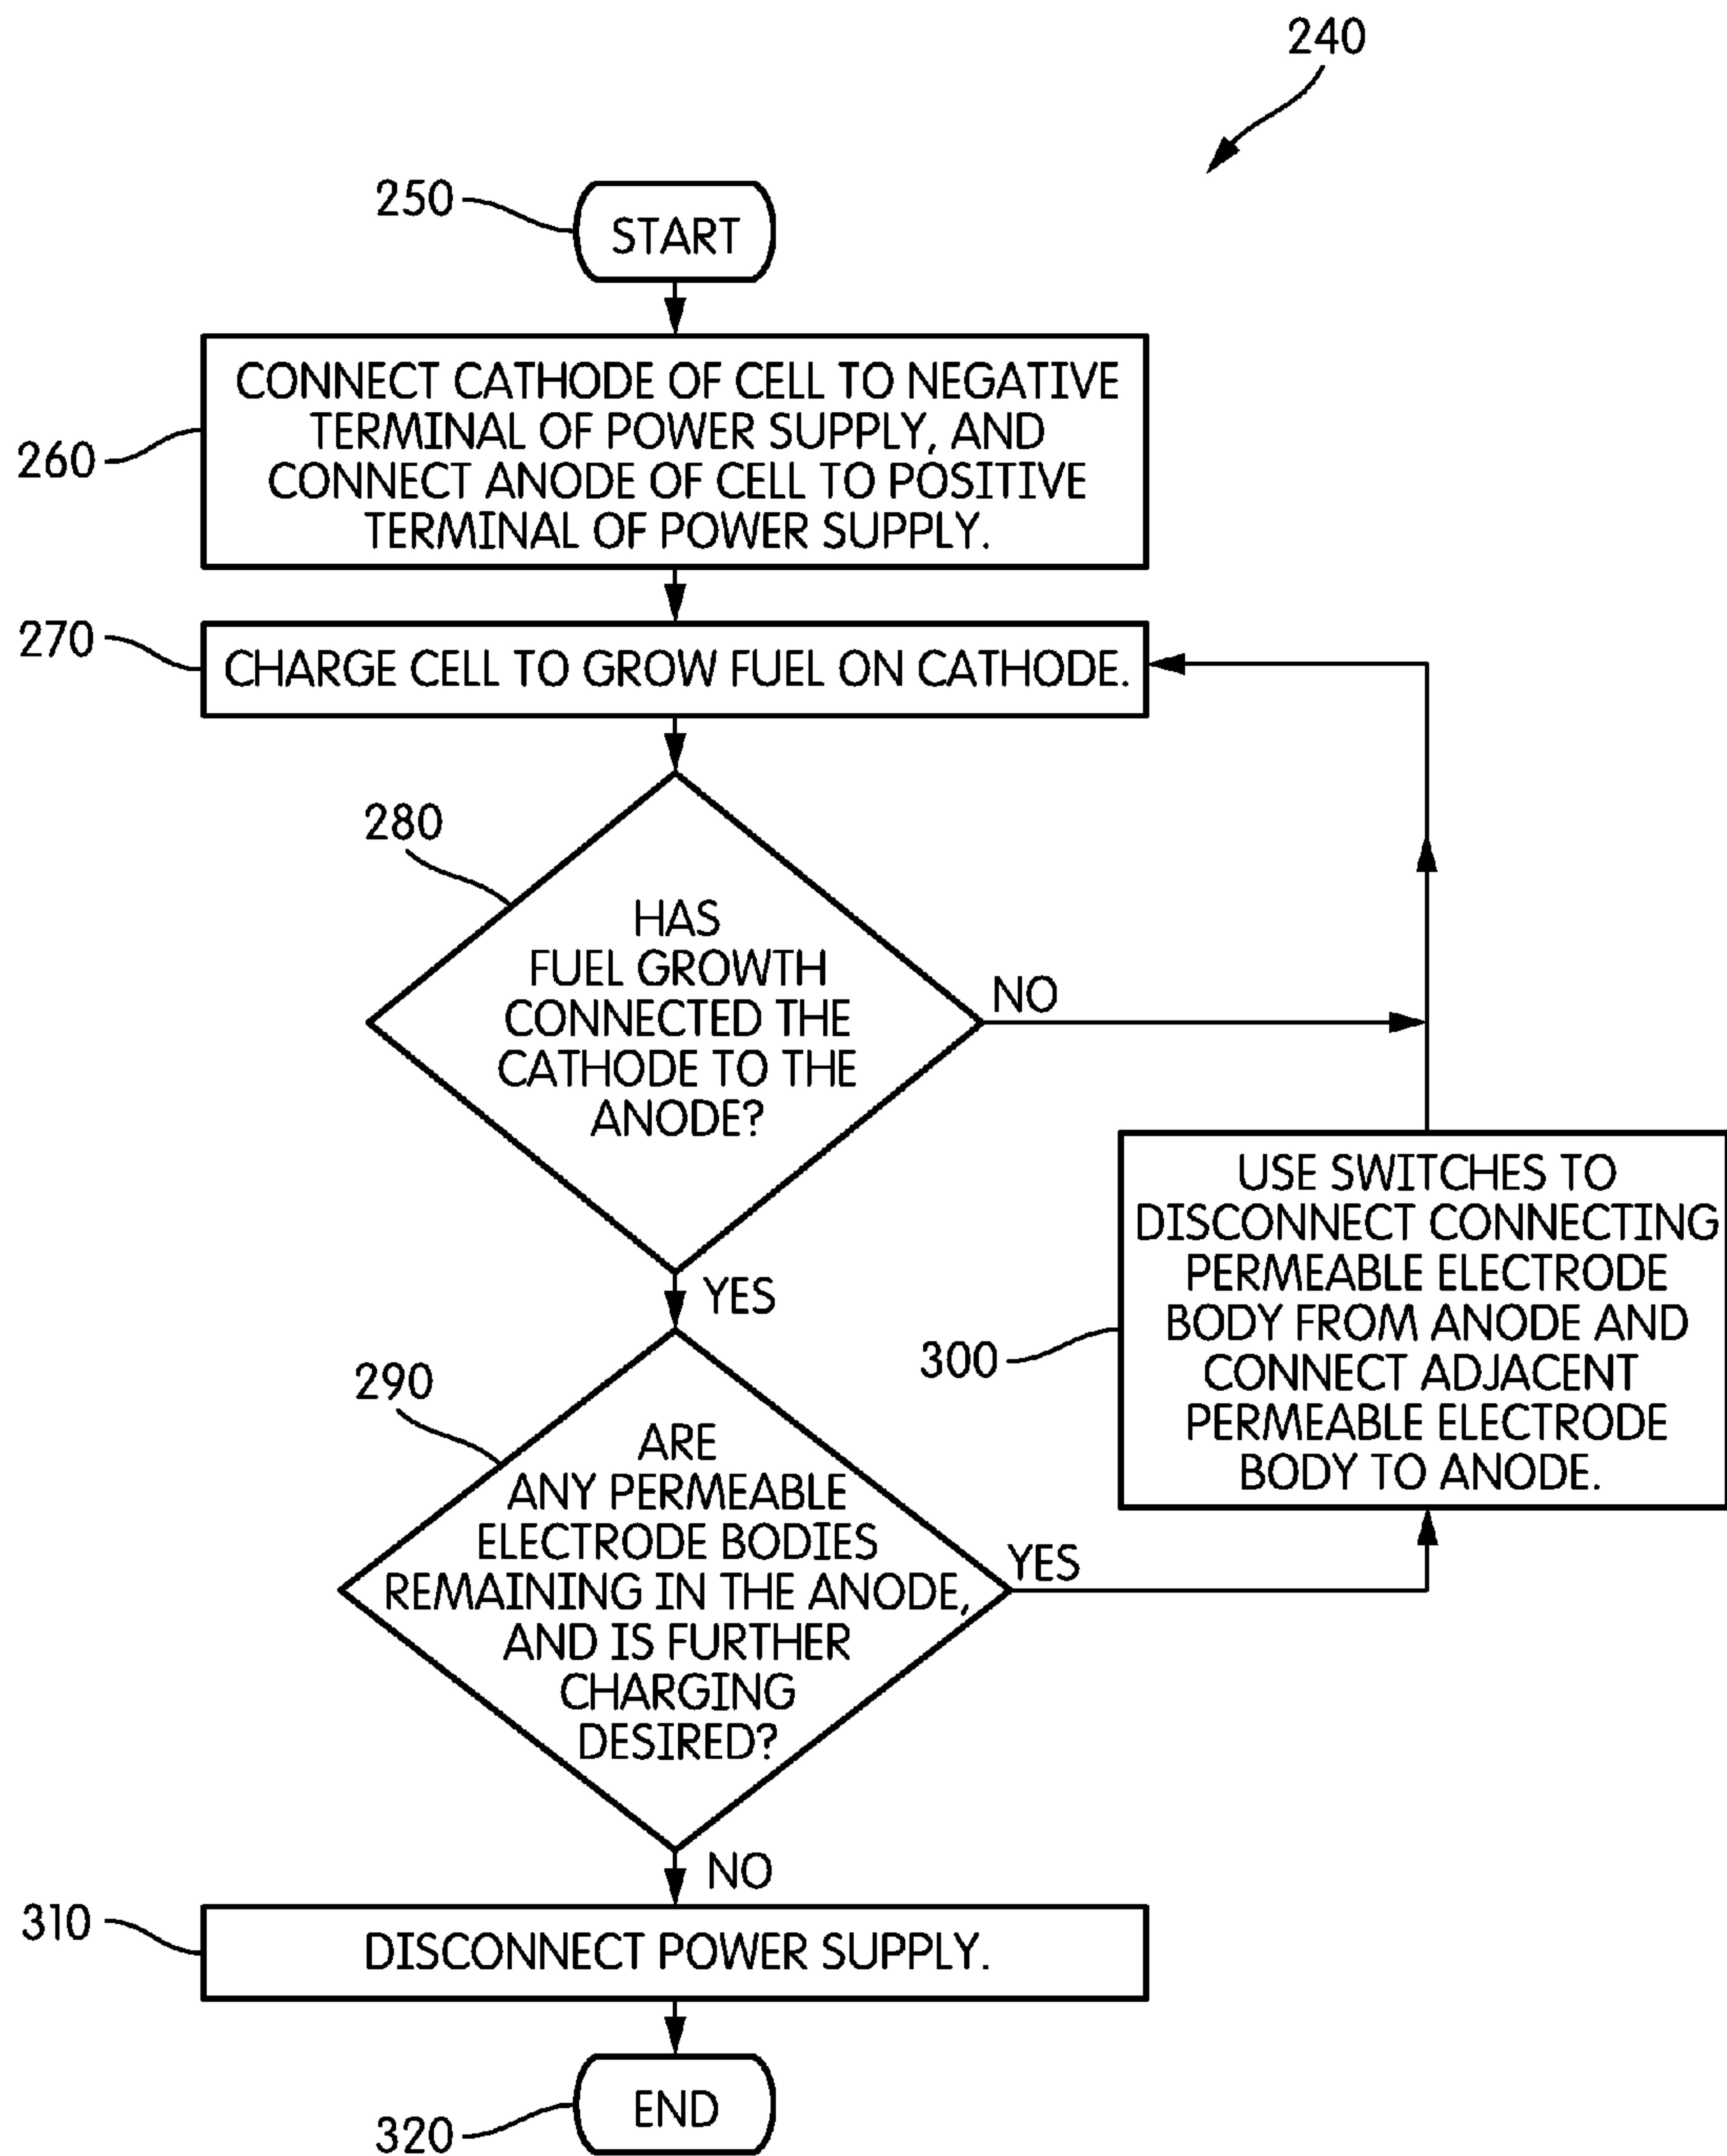 240
250
START
260
CONNECT CATHODE OF CELL TO NEGATIVE
TERMINAL OF POWER SUPPLY, AND
CONNECT ANODE OF CELL TO POSITIVE
TERMINAL OF POWER SUPPLY.
270
CHARGE CELL TO GROW FUEL ON CATHODE.
280
HAS
FUEL GROWTH
CONNECTED THE
CATHODE TO THE
ANODE?
NO
YES
290
ARE
ANY PERMEABLE
ELECTRODE BODIES
REMAINING IN THE ANODE,
AND IS FURTHER
CHARGING
DESIRED?
YES
300
USE SWITCHES TO
DISCONNECT CONNECTING
PERMEABLE ELECTRODE
BODY FROM ANODE AND
CONNECT ADJACENT
PERMEABLE ELECTRODE
BODY TO ANODE.
NO
310
DISCONNECT POWER SUPPLY.
320
END